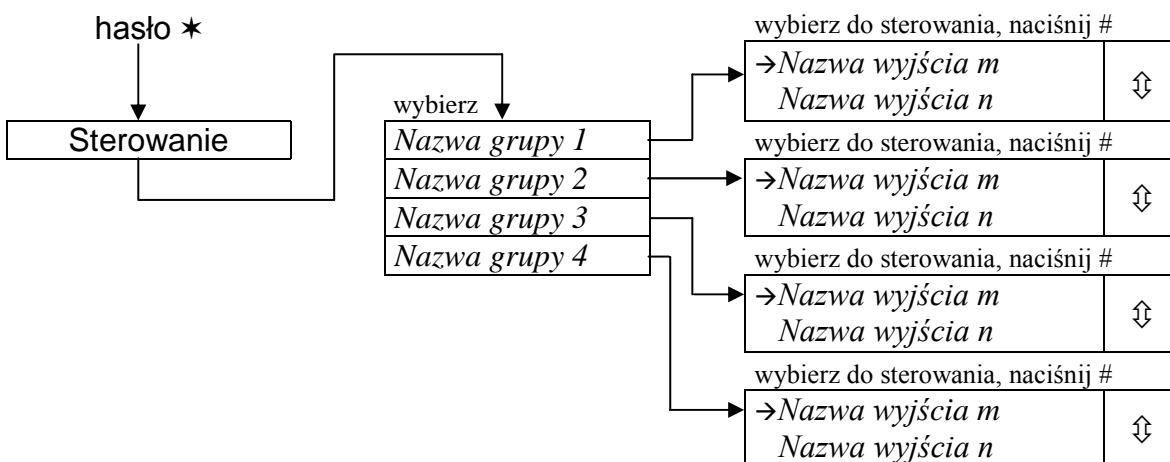 hasło ✶
Sterowanie
wybierz
Nazwa grupy 1
Nazwa grupy 2
Nazwa grupy 3
Nazwa grupy 4
wybierz do sterowania, naciśnij #
→Nazwa wyjścia m
Nazwa wyjścia n
wybierz do sterowania, naciśnij #
→Nazwa wyjścia m
Nazwa wyjścia n
wybierz do sterowania, naciśnij #
→Nazwa wyjścia m
Nazwa wyjścia n
wybierz do sterowania, naciśnij #
→Nazwa wyjścia m
Nazwa wyjścia n